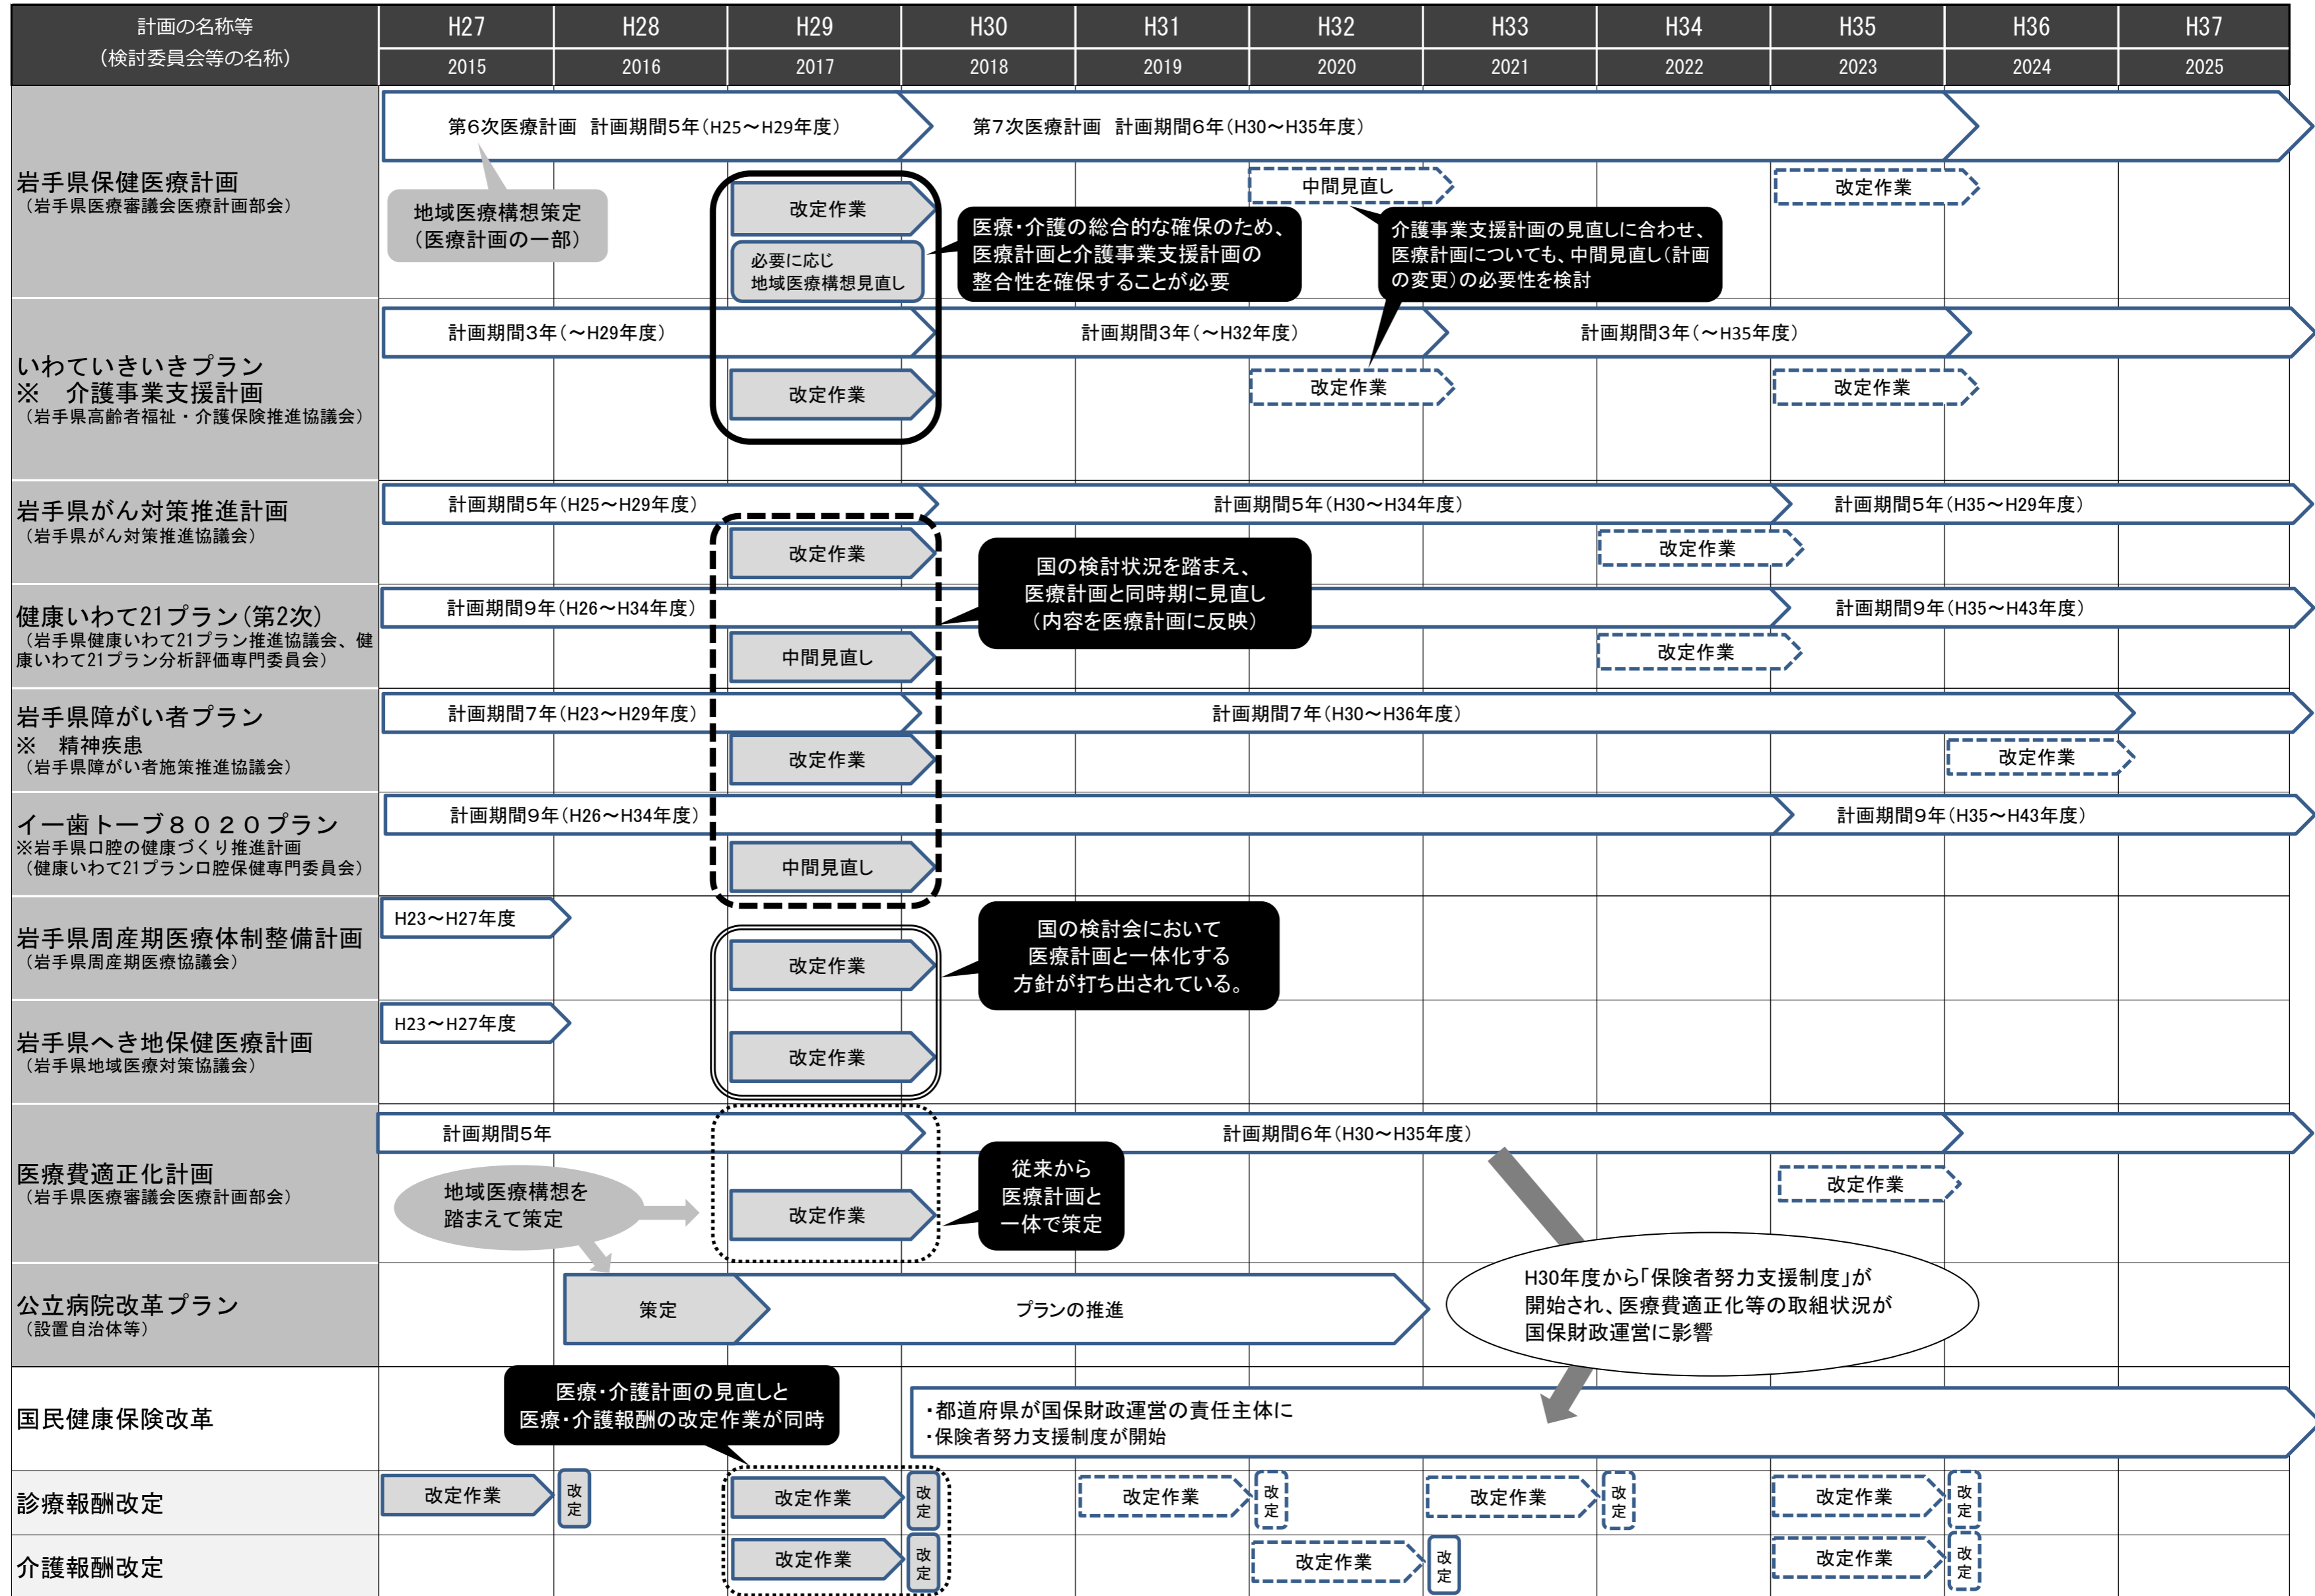 計画の名称等
（検討委員会等の名称）
H27
H28
H29
H30
H31
H32
H33
H34
H35
H36
H37
2015
2016
2017
2018
2019
2020
2021
2022
2023
2024
2025
岩手県保健医療計画
（岩手県医療審議会医療計画部会）
第６次医療計画 計画期間５年（H25～H29年度）
第７次医療計画 計画期間６年（H30～H35年度）
地域医療構想策定
（医療計画の一部）
改定作業
必要に応じ
地域医療構想見直し
医療・介護の総合的な確保のため、
医療計画と介護事業支援計画の
整合性を確保することが必要
中間見直し
介護事業支援計画の見直しに合わせ、
医療計画についても、中間見直し（計画
の変更）の必要性を検討
改定作業
いわていきいきプラン
※　介護事業支援計画
（岩手県高齢者福祉・介護保険推進協議会）
計画期間３年（～H29年度）
計画期間３年（～H32年度）
計画期間３年（～H35年度）
改定作業
改定作業
改定作業
岩手県がん対策推進計画
（岩手県がん対策推進協議会）
計画期間５年（H25～H29年度）
計画期間５年（H30～H34年度）
計画期間５年（H35～H29年度）
改定作業
改定作業
国の検討状況を踏まえ、
医療計画と同時期に見直し
（内容を医療計画に反映）
健康いわて21プラン（第2次）
（岩手県健康いわて21プラン推進協議会、健
康いわて21プラン分析評価専門委員会）
計画期間９年（H26～H34年度）
計画期間９年（H35～H43年度）
中間見直し
改定作業
岩手県障がい者プラン
※　精神疾患
（岩手県障がい者施策推進協議会）
計画期間７年（H23～H29年度）
計画期間７年（H30～H36年度）
改定作業
改定作業
イー歯トーブ８０２０プラン
※岩手県口腔の健康づくり推進計画
（健康いわて21プラン口腔保健専門委員会）
計画期間９年（H26～H34年度）
計画期間９年（H35～H43年度）
中間見直し
岩手県周産期医療体制整備計画
（岩手県周産期医療協議会）
H23～H27年度
改定作業
国の検討会において
医療計画と一体化する
方針が打ち出されている。
岩手県へき地保健医療計画
（岩手県地域医療対策協議会）
H23～H27年度
改定作業
医療費適正化計画
（岩手県医療審議会医療計画部会）
計画期間５年
計画期間６年（H30～H35年度）
地域医療構想を
踏まえて策定
改定作業
従来から
医療計画と
一体で策定
改定作業
公立病院改革プラン
（設置自治体等）
策定
プランの推進
H30年度から「保険者努力支援制度」が
開始され、医療費適正化等の取組状況が
国保財政運営に影響
国民健康保険改革
医療・介護計画の見直しと
医療・介護報酬の改定作業が同時
・都道府県が国保財政運営の責任主体に
・保険者努力支援制度が開始
診療報酬改定
改定作業
改定
改定作業
改定
改定作業
改定
改定作業
改定
改定作業
改定
介護報酬改定
改定作業
改定
改定作業
改定
改定作業
改定